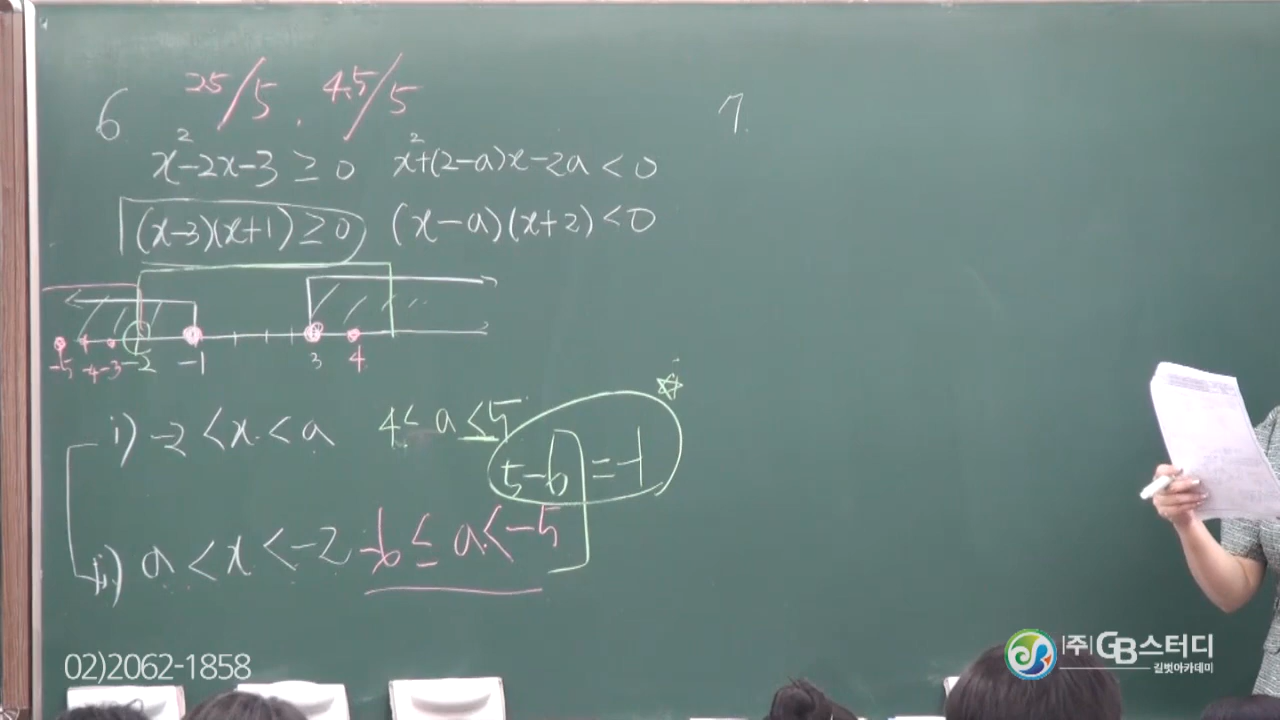 6
25/5 . 4.5/5
x²-2x-3 ≥ 0 x²+(2-a)x-2a < 0
(x-3)(x+1) ≥ 0 (x-a)(x+2) < 0
-5 -4 -3 -2 -1 3 4
i) -2 < x < a 4 ≤ a ≤ 5
5-6 = -1
ii) a < x < -2 -6 ≤ a < -5
7.
02)2062-1858
(주) GB스터디
길벗아카데미